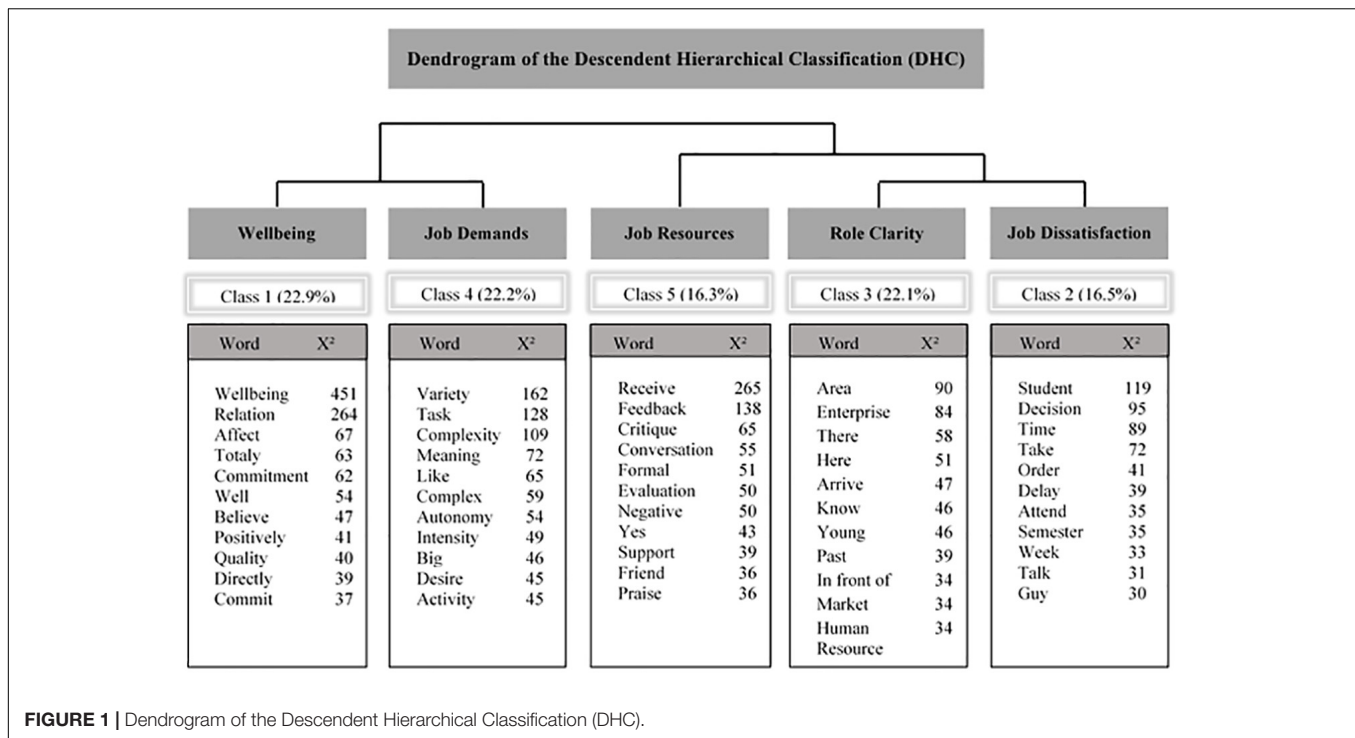 Dendrogram of the Descendent Hierarchical Classification (DHC)
Wellbeing
Job Demands
Job Resources
Role Clarity
Job Dissatisfaction
Class 1 (22.9%)
Class 4 (22.2%)
Class 5 (16.3%)
Class 3 (22.1%)
Class 2 (16.5%)
Word X²
Wellbeing 451
Relation 264
Affect 67
Totaly 63
Commitment 62
Well 54
Believe 47
Positively 41
Quality 40
Directly 39
Commit 37
Word X²
Variety 162
Task 128
Complexity 109
Meaning 72
Like 65
Complex 59
Autonomy 54
Intensity 49
Big 46
Desire 45
Activity 45
Word X²
Receive 265
Feedback 138
Critique 65
Conversation 55
Formal 51
Evaluation 50
Negative 50
Yes 43
Support 39
Friend 36
Praise 36
Word X²
Area 90
Enterprise 84
There 58
Here 51
Arrive 47
Know 46
Young 46
Past 39
In front of 34
Market 34
Human 34
Resource
Word X²
Student 119
Decision 95
Time 89
Take 72
Order 41
Delay 39
Attend 35
Semester 35
Week 33
Talk 31
Guy 30
FIGURE 1 | Dendrogram of the Descendent Hierarchical Classification (DHC).